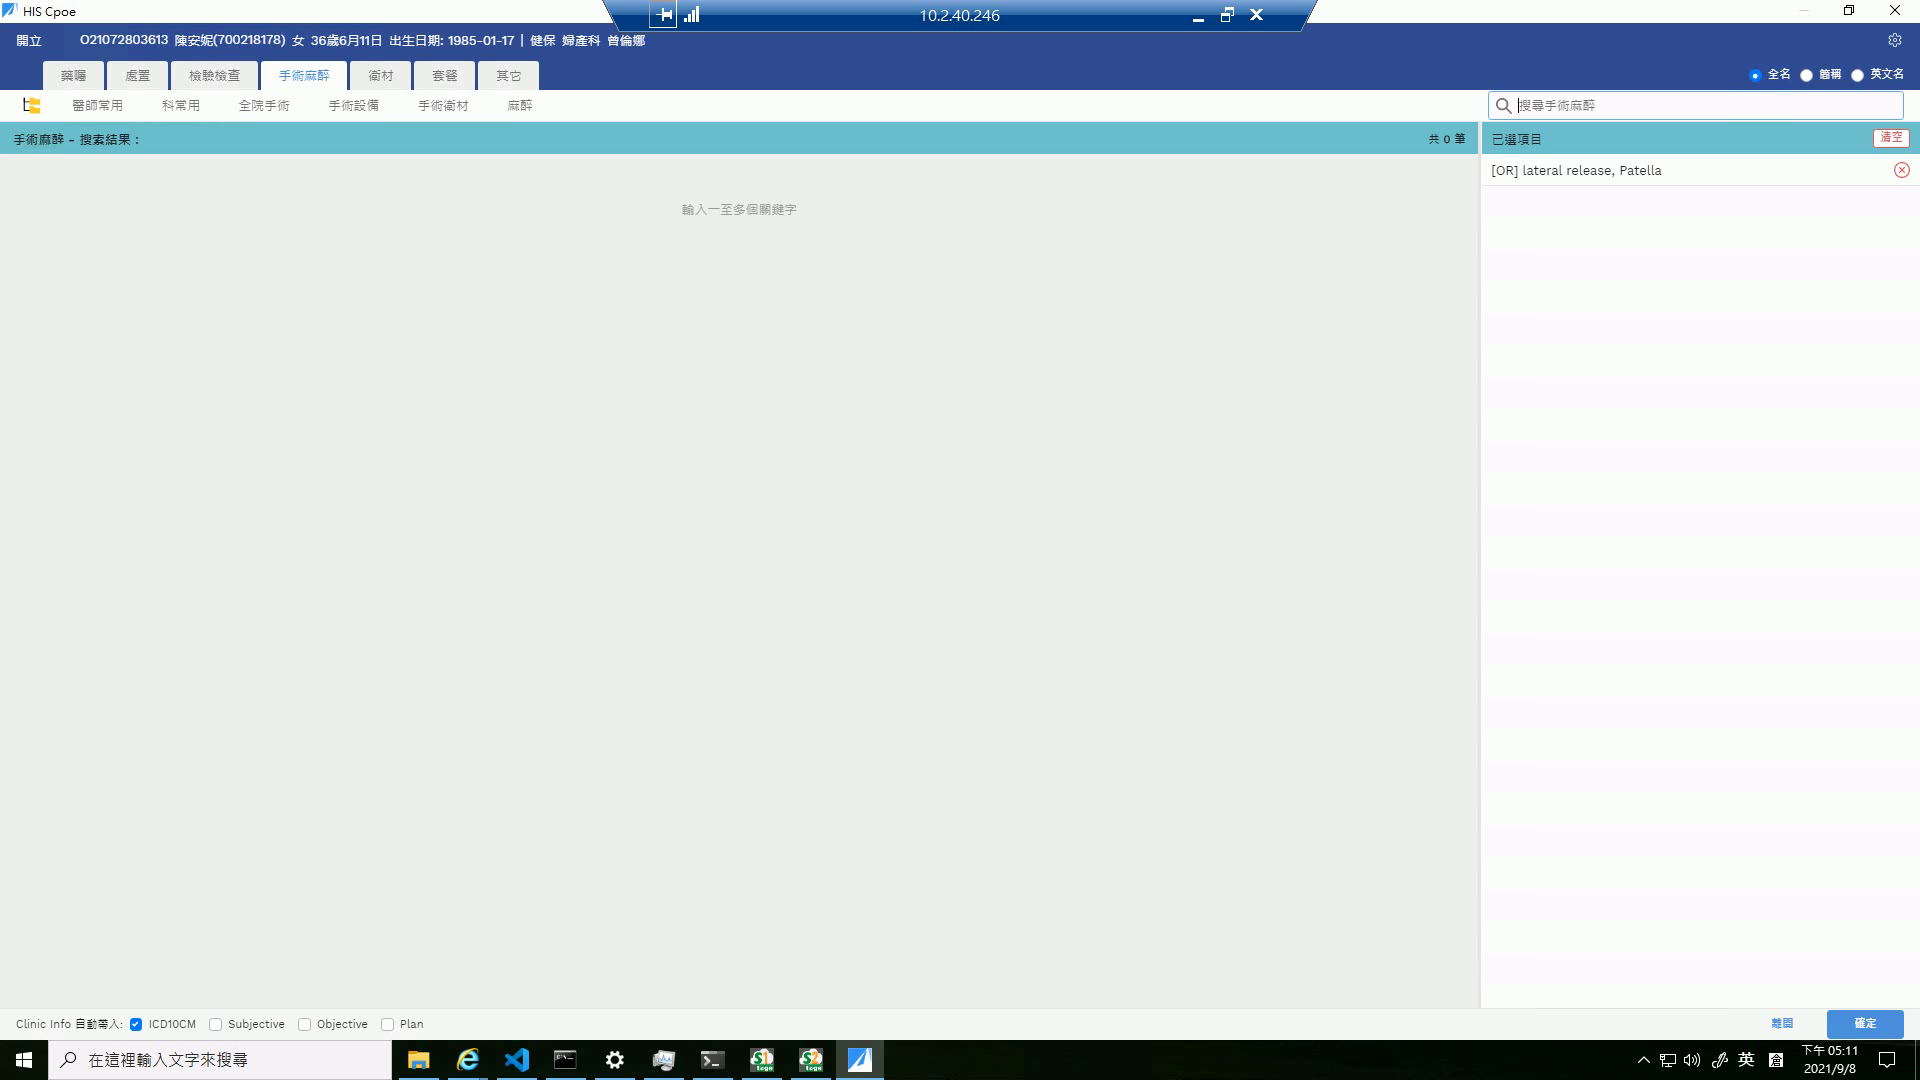 HIS Cpoe
10.2.40.246
開立 O21072803613 陳安妮(700218178) 女 36歲6月11日 出生日期: 1985-01-17 | 健保 婦產科 曾倫娜
藥囑 處置 檢驗檢查 手術麻醉 衛材 套餐 其它
全名 簡稱 英文名
醫師常用 科常用 全院手術 手術設備 手術衛材 麻醉
搜尋手術麻醉
手術麻醉 - 搜索結果 :
共 0 筆
已選項目
清空
[OR] lateral release, Patella
輸入一至多個關鍵字
Clinic Info 自動帶入: ICD10CM Subjective Objective Plan
離開
確定
在這裡輸入文字來搜尋
英
下午 05:11
2021/9/8